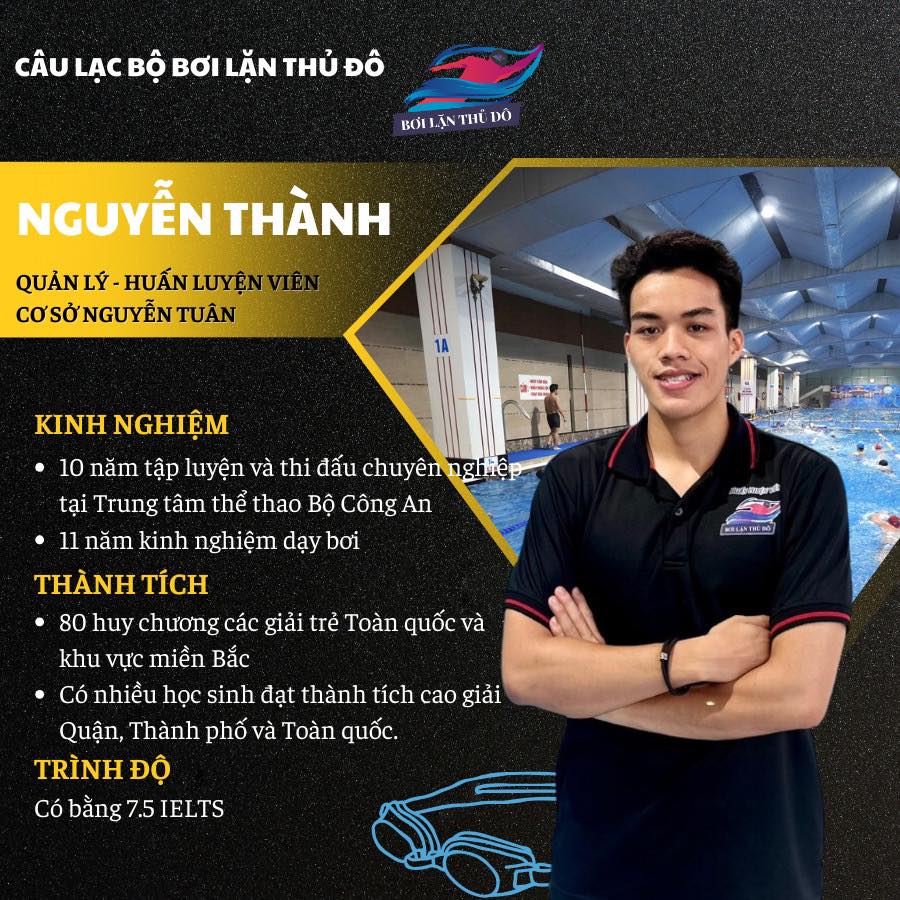 CÂU LẠC BỘ BƠI LẶN THỦ ĐÔ
BƠI LẶN THỦ ĐÔ
NGUYỄN THÀNH
QUẢN LÝ - HUẤN LUYỆN VIÊN
CƠ SỞ NGUYỄN TUÂN
1A
KINH NGHIỆM
• 10 năm tập luyện và thi đấu chuyên nghiệp
tại Trung tâm thể thao Bộ Công An
• 11 năm kinh nghiệm dạy bơi
THÀNH TÍCH
• 80 huy chương các giải trẻ Toàn quốc và
khu vực miền Bắc
• Có nhiều học sinh đạt thành tích cao giải
Quận, Thành phố và Toàn quốc.
TRÌNH ĐỘ
Có bằng 7.5 IELTS
BƠI LẶN THỦ ĐÔ